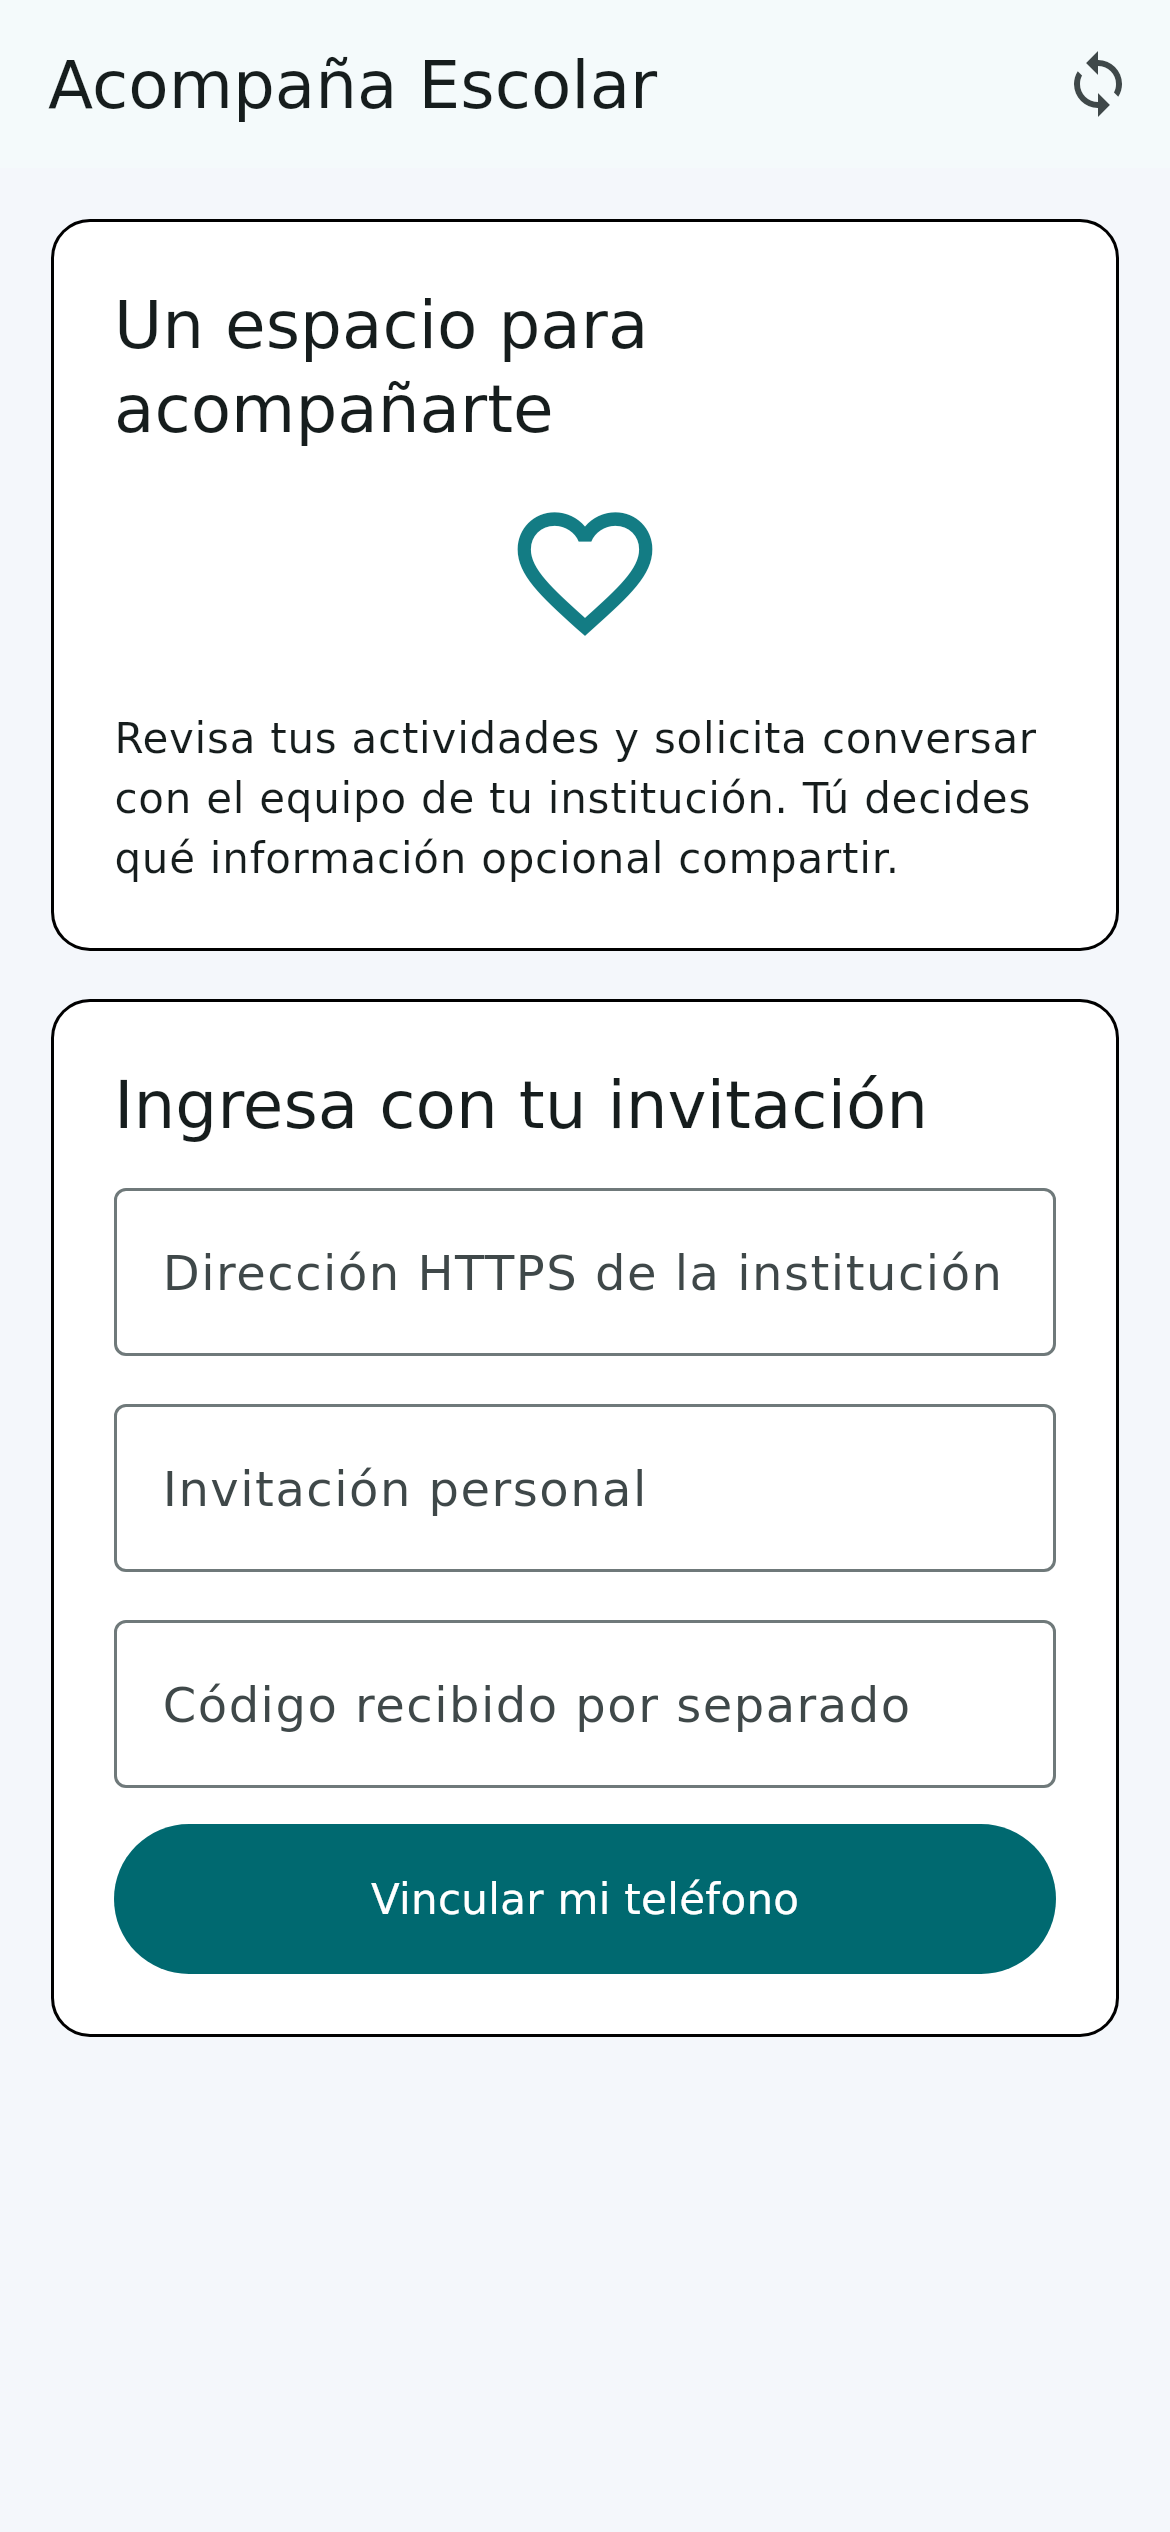 Acompaña Escolar
Un espacio para
acompañarte
Revisa tus actividades y solicita conversar
con el equipo de tu institución. Tú decides
qué información opcional compartir.
Ingresa con tu invitación
Dirección HTTPS de la institución
Invitación personal
Código recibido por separado
Vincular mi teléfono